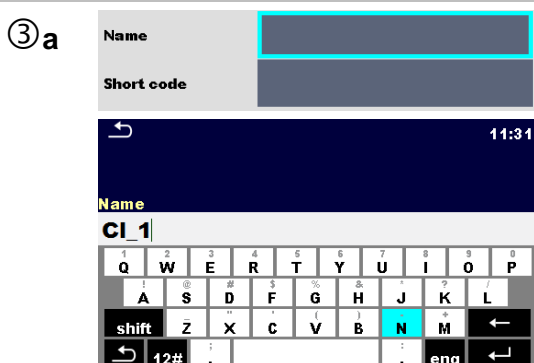 ③a
Name
Short code
11:31
Name
Cl_1
1 2 3 4 5 6 7 8 9 0
Q W E R T Y U I O P
! @ # $ % & * ? /
A S D F G H J K L
_ " ' ( ) - +
shift Z X C V B N M ←
; :
12# , . eng ↵